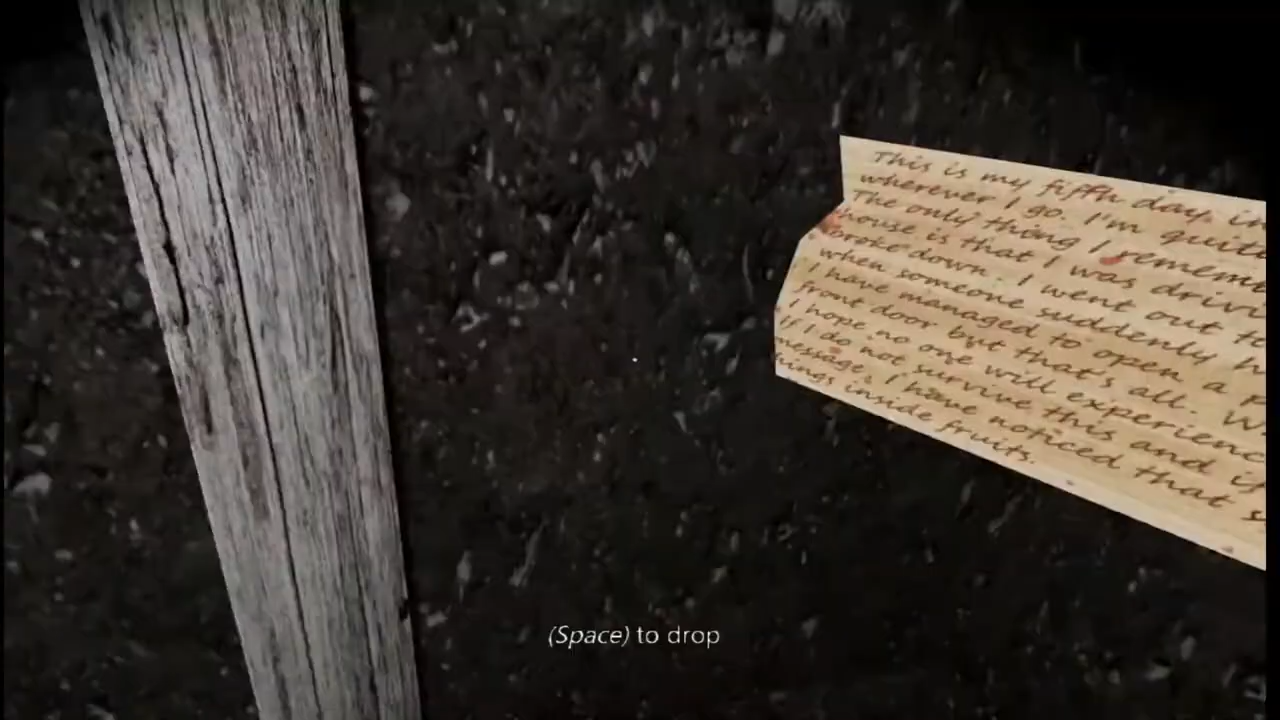 This is my fifth day in
wherever I go. I'm quite
The only thing I remem
house is that I was drivi
broke down. I went out to
when someone suddenly h
I have managed to open a
front door but that's all. W
I hope no one will experienc
If I do not survive this and if
message. I have noticed that s
things inside fruits.
(Space) to drop